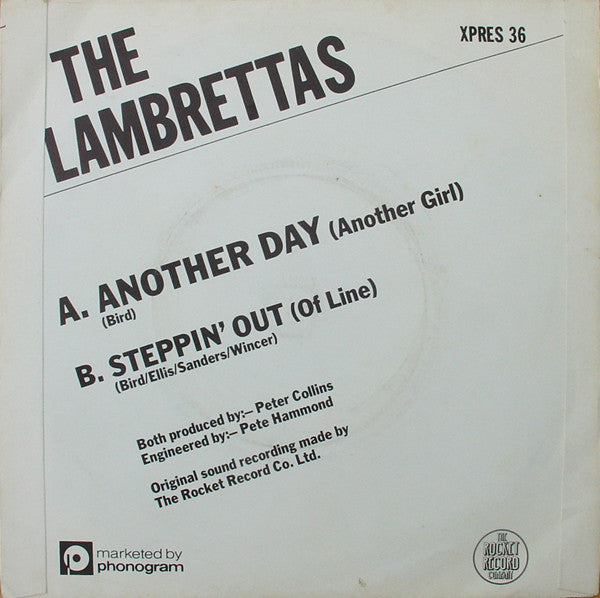 THE
LAMBRETTAS
XPRES 36
A. ANOTHER DAY (Another Girl)
(Bird)
B. STEPPIN' OUT (Of Line)
(Bird/Ellis/Sanders/Wincer)
Both produced by:– Peter Collins
Engineered by:– Pete Hammond
Original sound recording made by
The Rocket Record Co. Ltd.
p marketed by
phonogram
THE
ROCKET
RECORD
COMPANY